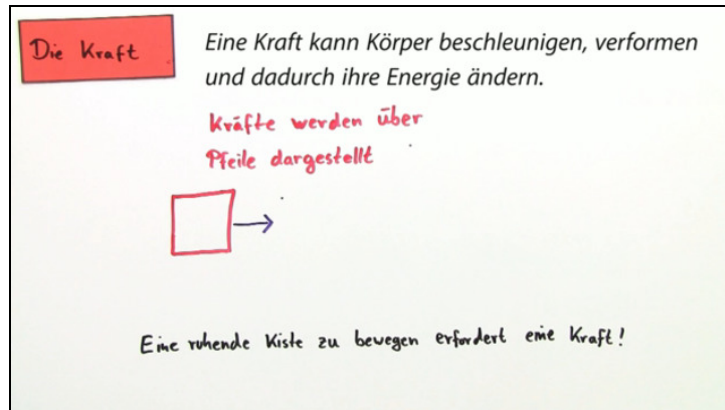 Die Kraft
Eine Kraft kann Körper beschleunigen, verformen
und dadurch ihre Energie ändern.
Kräfte werden über
Pfeile dargestellt
Eine ruhende Kiste zu bewegen erfordert eine Kraft!